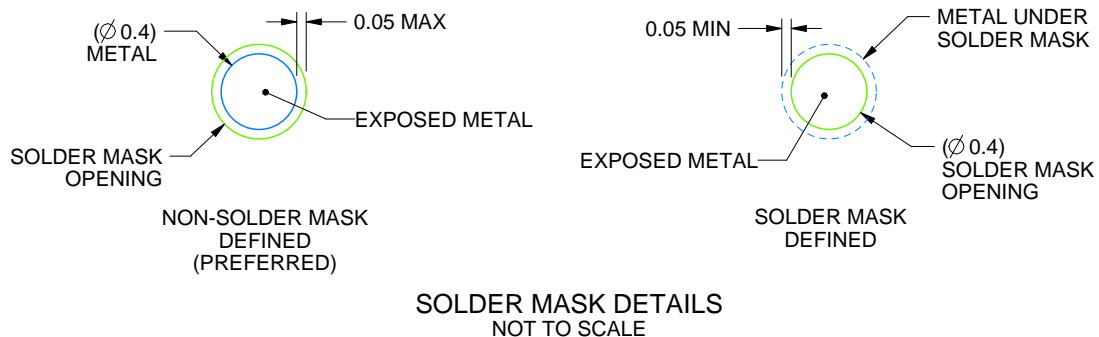 (∅ 0.4)
METAL
0.05 MAX
EXPOSED METAL
SOLDER MASK
OPENING
NON-SOLDER MASK
DEFINED
(PREFERRED)
0.05 MIN
METAL UNDER
SOLDER MASK
EXPOSED METAL
(∅ 0.4)
SOLDER MASK
OPENING
SOLDER MASK
DEFINED
SOLDER MASK DETAILS
NOT TO SCALE